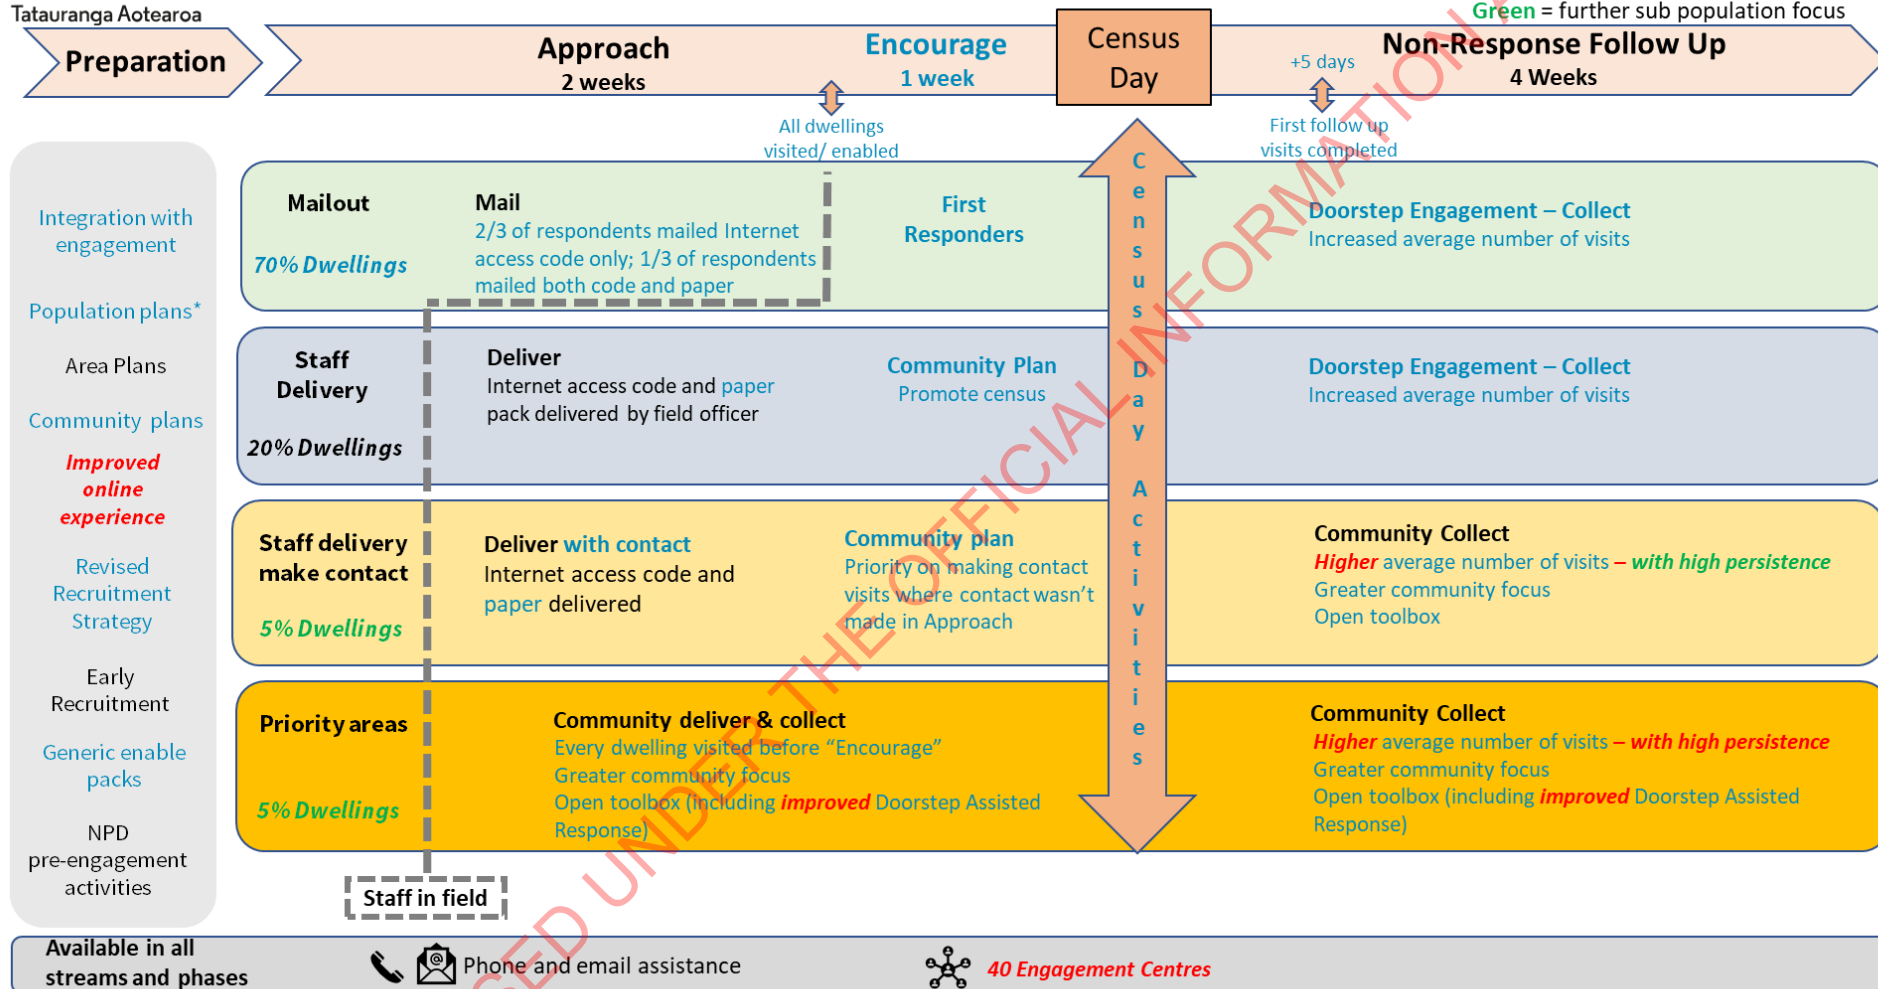 Tatauranga Aotearoa
Green = further sub population focus
Preparation
Approach
2 weeks
Encourage
1 week
Census
Day
Non-Response Follow Up
4 Weeks
+5 days
All dwellings
visited/ enabled
First follow up
visits completed
Integration with
engagement
Population plans*
Area Plans
Community plans
Improved
online
experience
Revised
Recruitment
Strategy
Early
Recruitment
Generic enable
packs
NPD
pre-engagement
activities
Mailout
70% Dwellings
Mail
2/3 of respondents mailed Internet
access code only; 1/3 of respondents
mailed both code and paper
First
Responders
Doorstep Engagement – Collect
Increased average number of visits
Staff
Delivery
20% Dwellings
Deliver
Internet access code and paper
pack delivered by field officer
Community Plan
Promote census
Doorstep Engagement – Collect
Increased average number of visits
Staff delivery
make contact
5% Dwellings
Deliver with contact
Internet access code and
paper delivered
Community plan
Priority on making contact
visits where contact wasn't
made in Approach
Community Collect
Higher average number of visits – with high persistence
Greater community focus
Open toolbox
Priority areas
5% Dwellings
Community deliver & collect
Every dwelling visited before “Encourage”
Greater community focus
Open toolbox (including improved Doorstep Assisted
Response)
Community Collect
Higher average number of visits – with high persistence
Greater community focus
Open toolbox (including improved Doorstep Assisted
Response)
Census Day Activities
Staff in field
Available in all
streams and phases
Phone and email assistance
40 Engagement Centres
UNDER THE OFFICIAL INFORMATION